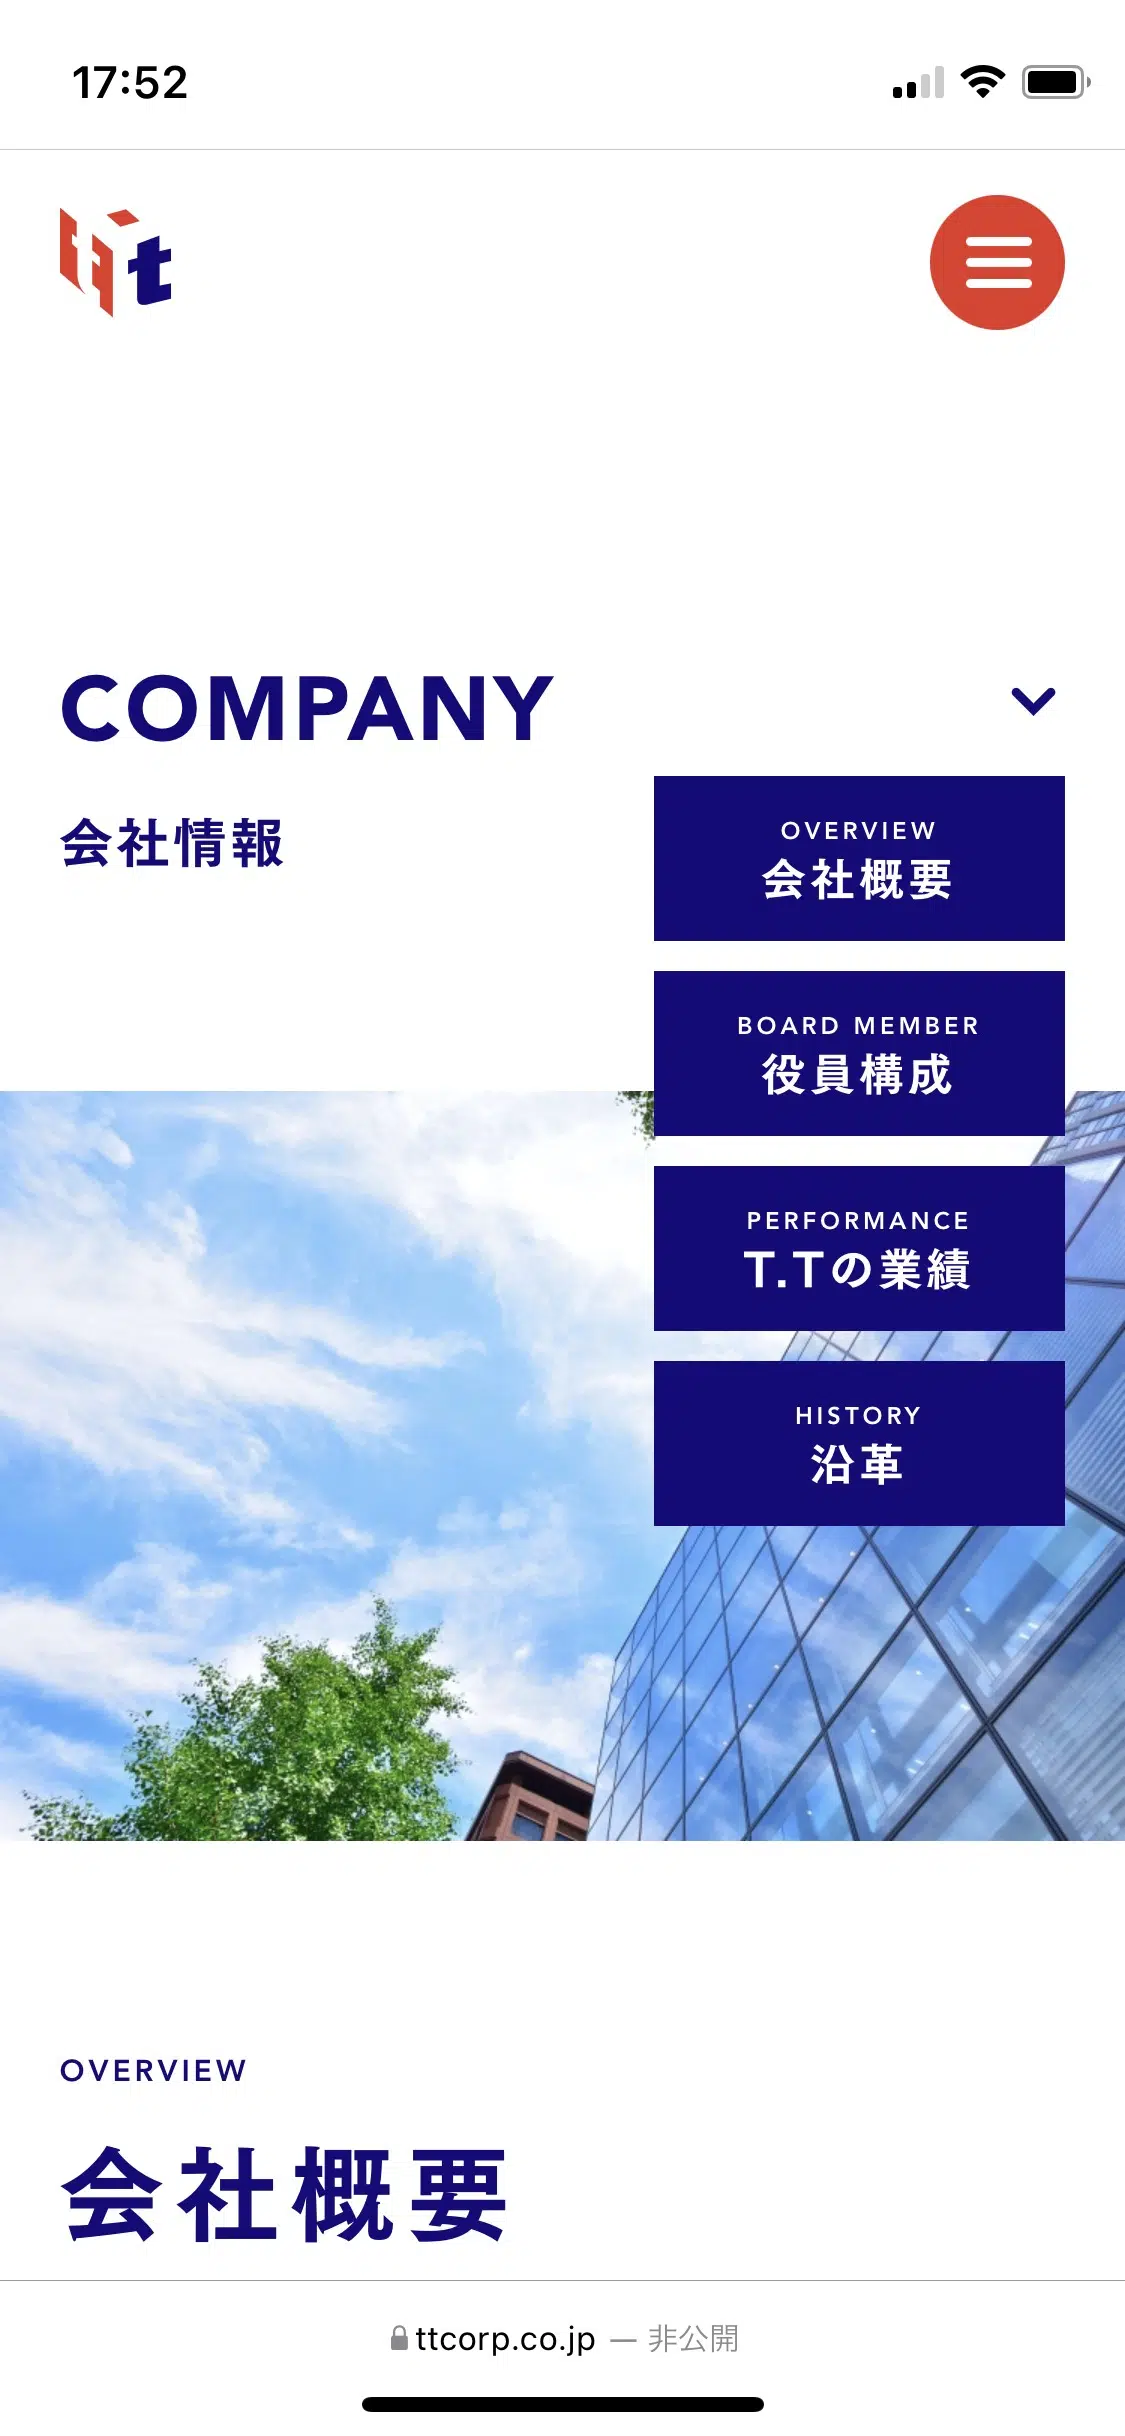 17:52
tt
COMPANY
会社情報
OVERVIEW
会社概要
BOARD MEMBER
役員構成
PERFORMANCE
T.Tの業績
HISTORY
沿革
OVERVIEW
会社概要
ttcorp.co.jp — 非公開